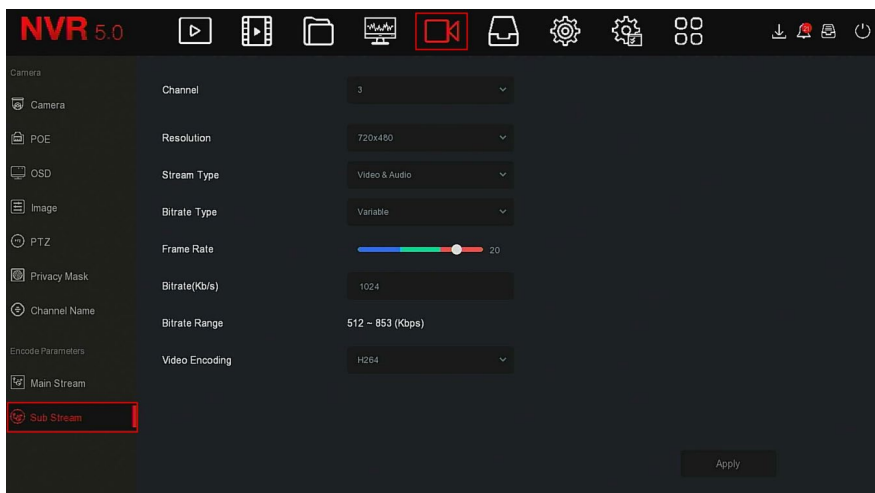 NVR 5.0
Camera
Camera
POE
OSD
Image
PTZ
Privacy Mask
Channel Name
Encode Parameters
Main Stream
Sub Stream
Channel 3
Resolution 720x480
Stream Type Video & Audio
Bitrate Type Variable
Frame Rate 20
Bitrate(Kb/s) 1024
Bitrate Range 512 ~ 853 (Kbps)
Video Encoding H264
Apply